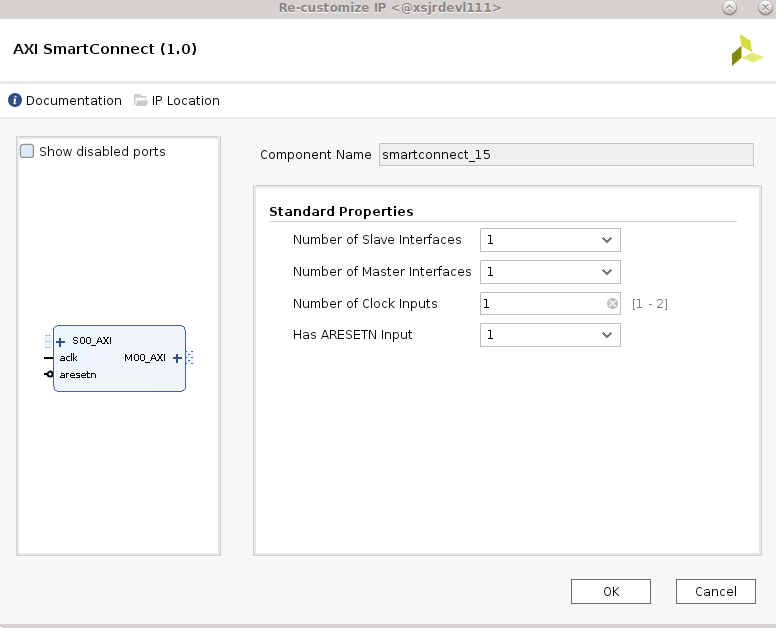 Re-customize IP <@xsjrdevl111>
AXI SmartConnect (1.0)
Documentation IP Location
Show disabled ports
Component Name smartconnect_15
Standard Properties
Number of Slave Interfaces 1
Number of Master Interfaces 1
Number of Clock Inputs 1 [1 - 2]
Has ARESETN Input 1
S00_AXI
aclk M00_AXI
aresetn
OK Cancel